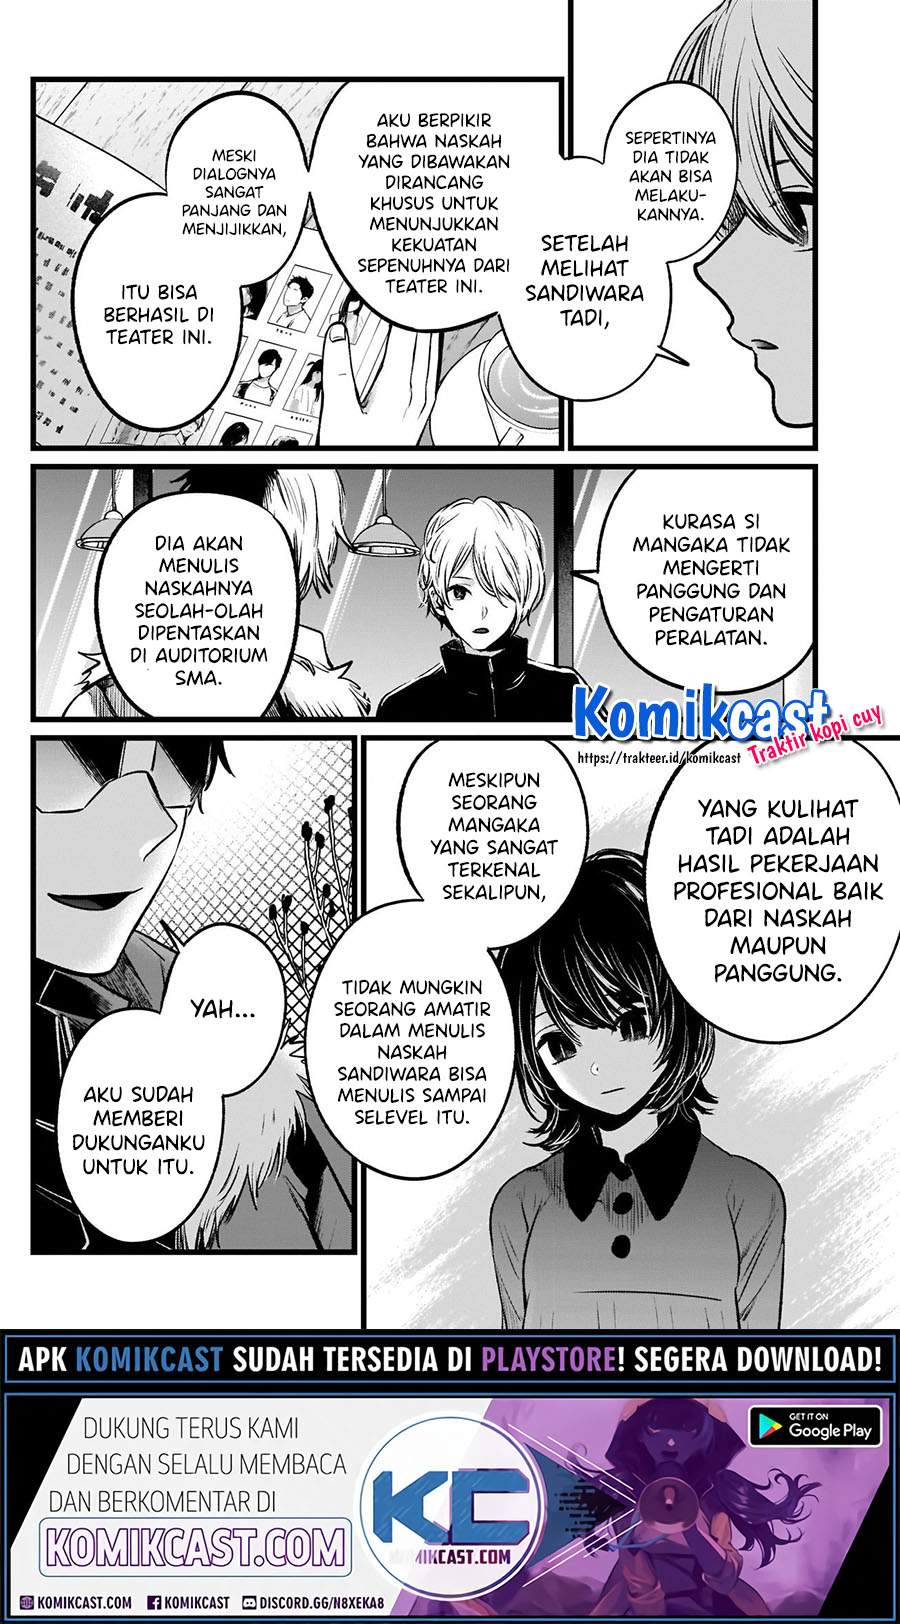 SEPERTINYA
DIA TIDAK
AKAN BISA
MELAKU-
KANNYA.
SETELAH
MELIHAT
SANDIWARA
TADI,
AKU BERPIKIR
BAHWA NASKAH
YANG DIBAWAKAN
DIRANCANG
KHUSUS UNTUK
MENUNJUKKAN
KEKUATAN
SEPENUHNYA DARI
TEATER INI.
MESKI
DIALOGNYA
SANGAT
PANJANG DAN
MENJIJIKKAN,
ITU BISA
BERHASIL DI
TEATER INI.
KURASA SI
MANGAKA TIDAK
MENGERTI
PANGGUNG DAN
PENGATURAN
PERALATAN.
DIA AKAN
MENULIS
NASKAHNYA
SEOLAH-OLAH
DIPENTASKAN
DI AUDITORIUM
SMA.
Komikcast
Traktir kopi cuy
https://trakteer.id/komikcast
YANG KULIHAT
TADI ADALAH
HASIL PEKERJAAN
PROFESIONAL BAIK
DARI NASKAH
MAUPUN
PANGGUNG.
MESKIPUN
SEORANG
MANGAKA
YANG SANGAT
TERKENAL
SEKALIPUN,
TIDAK MUNGKIN
SEORANG AMATIR
DALAM MENULIS
NASKAH
SANDIWARA BISA
MENULIS SAMPAI
SELEVEL ITU.
YAH...
AKU SUDAH
MEMBERI
DUKUNGANKU
UNTUK ITU.
APK KOMIKCAST SUDAH TERSEDIA DI PLAYSTORE! SEGERA DOWNLOAD!
DUKUNG TERUS KAMI
DENGAN SELALU MEMBACA
DAN BERKOMENTAR DI
KOMIKCAST.COM
KOMIKCAST.COM KOMIKCAST DISCORD.GG/N8XEKA8
KC
KOMIKCAST.COM
GET IT ON
Google Play